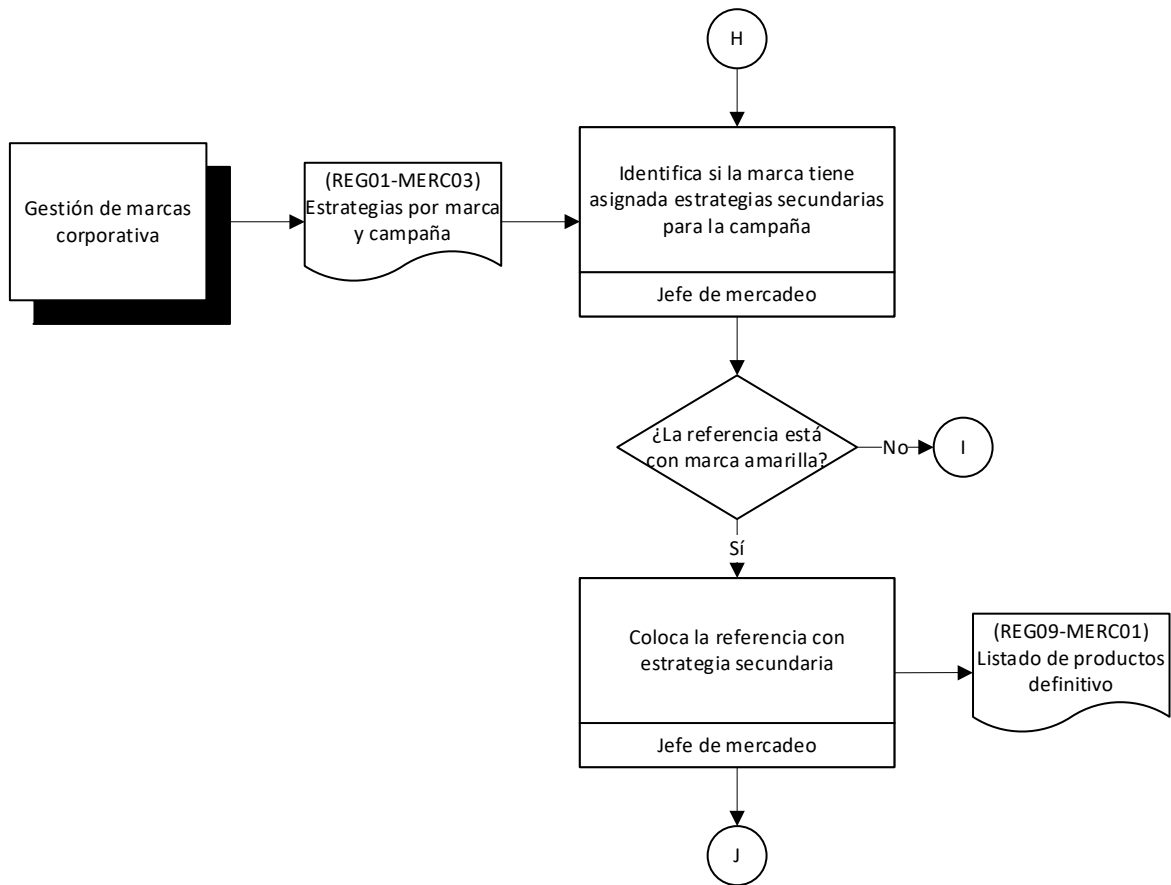 H
Gestión de marcas
corporativa
(REG01-MERC03)
Estrategias por marca
y campaña
Identifica si la marca tiene
asignada estrategias secundarias
para la campaña
Jefe de mercadeo
¿La referencia está
con marca amarilla?
No
I
Sí
Coloca la referencia con
estrategia secundaria
Jefe de mercadeo
(REG09-MERC01)
Listado de productos
definitivo
J